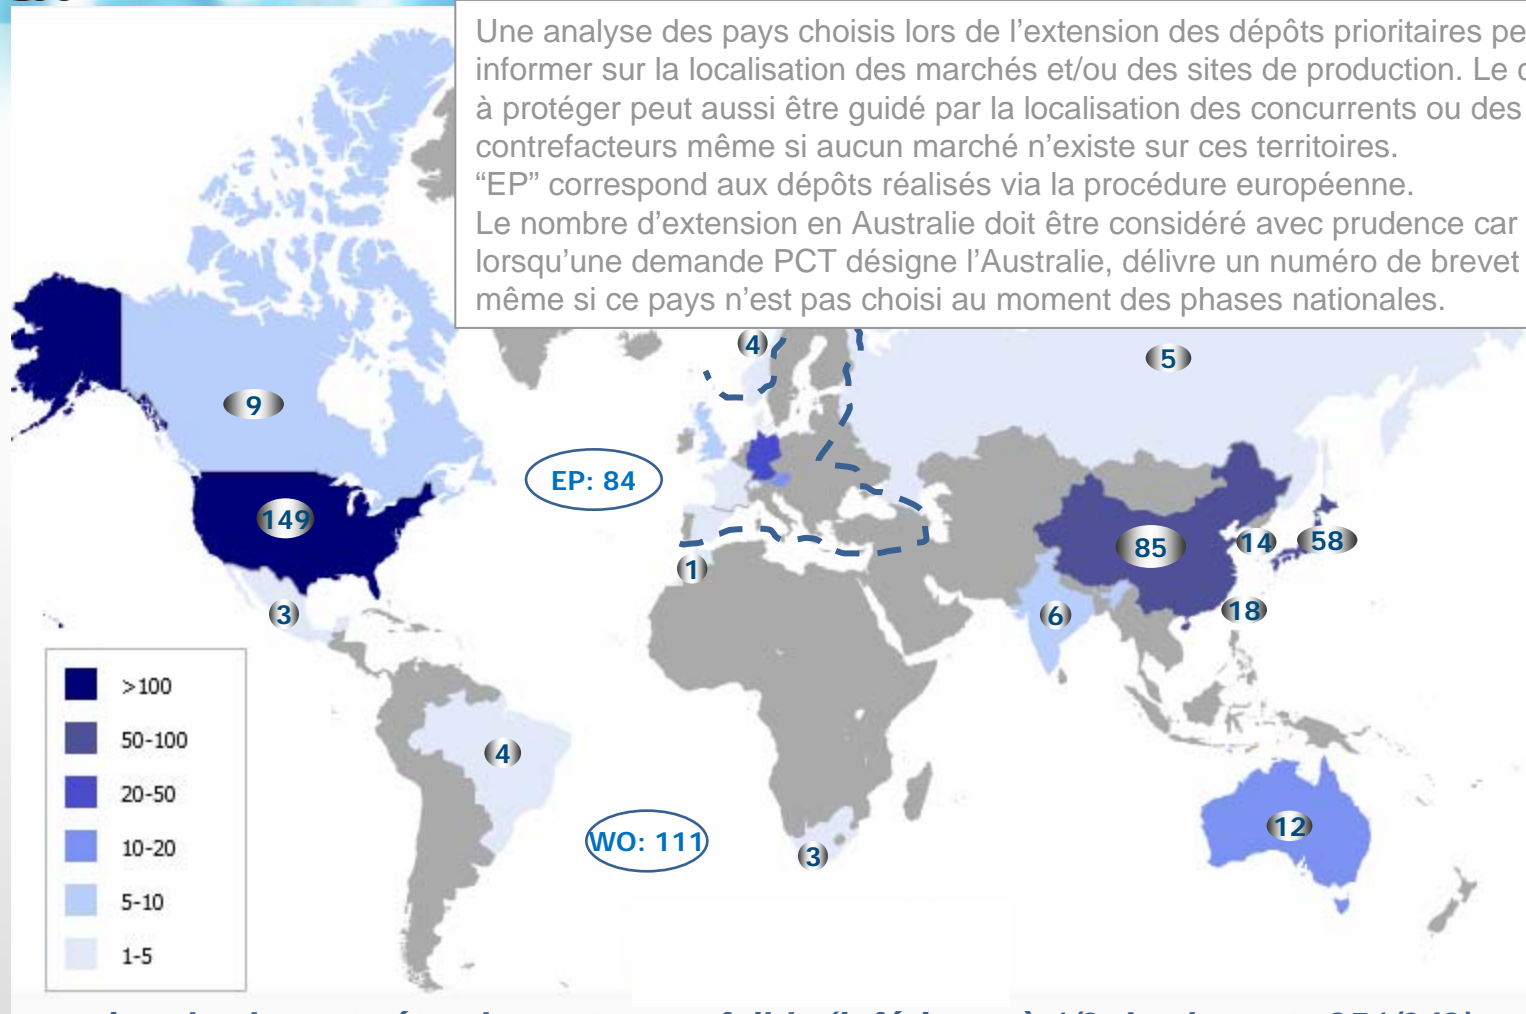 Une analyse des pays choisis lors de l’extension des dépôts prioritaires
informer sur la localisation des marchés et/ou des sites de production. Le
à protéger peut aussi être guidé par la localisation des concurrents ou des
contrefacteurs même si aucun marché n’existe sur ces territoires.
“EP” correspond aux dépôts réalisés via la procédure européenne.
Le nombre d’extension en Australie doit être considéré avec prudence car
lorsqu’une demande PCT désigne l’Australie, délivre un numéro de brevet
même si ce pays n’est pas choisi au moment des phases nationales.
4
5
9
EP: 84
149
85
14
58
1
3
6
18
>100
50-100
20-50
10-20
5-10
1-5
4
WO: 111
3
12